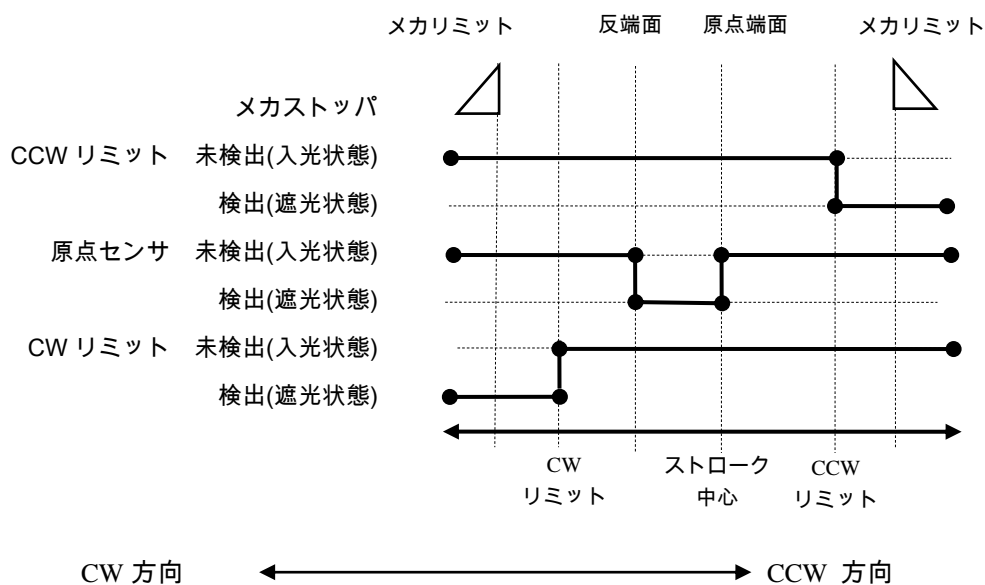 メカリミット 反端面 原点端面 メカリミット
メカストッパ
CCW リミット 未検出(入光状態)
検出(遮光状態)
原点センサ 未検出(入光状態)
検出(遮光状態)
CW リミット 未検出(入光状態)
検出(遮光状態)
CW
リミット
ストローク
中心
CCW
リミット
CW 方向 CCW 方向